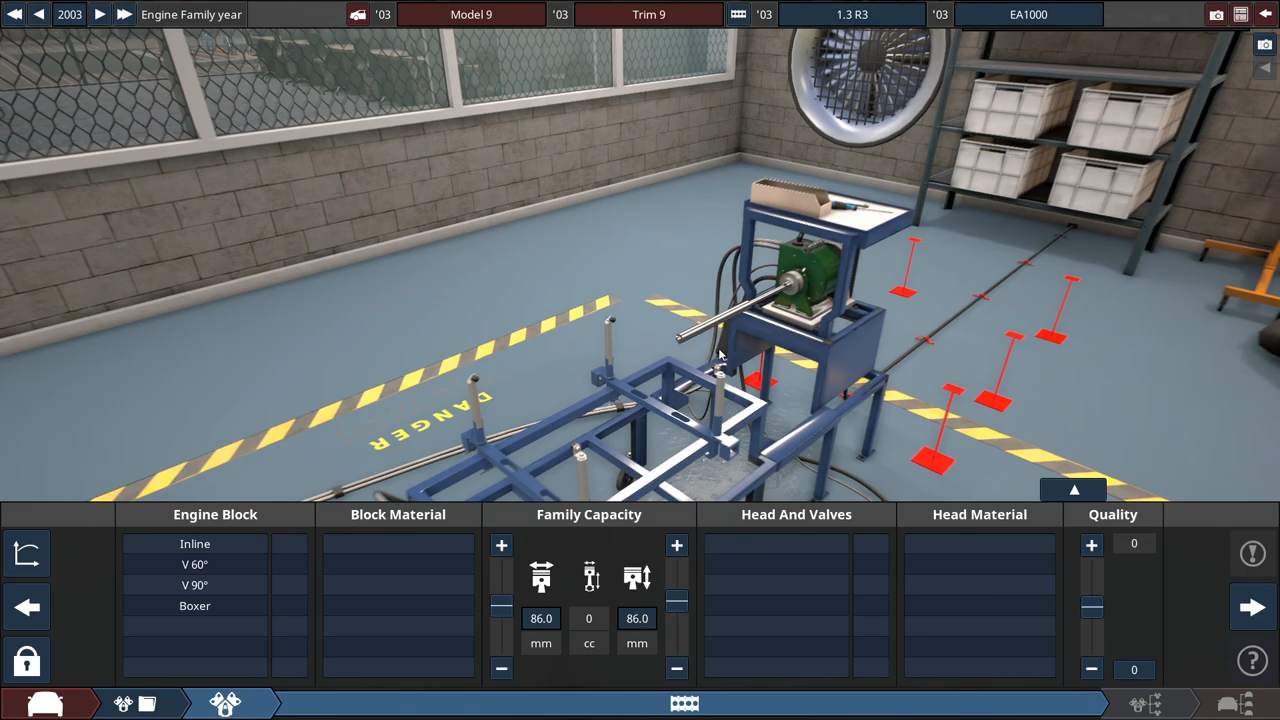 2003 Engine Family year '03 Model 9 '03 Trim 9 '03 1.3 R3 '03 EA1000
DANGER
Engine Block Block Material Family Capacity Head And Valves Head Material Quality
Inline
V 60°
V 90°
Boxer
+ + + 0
86.0 0 86.0
mm cc mm
- - - 0
?